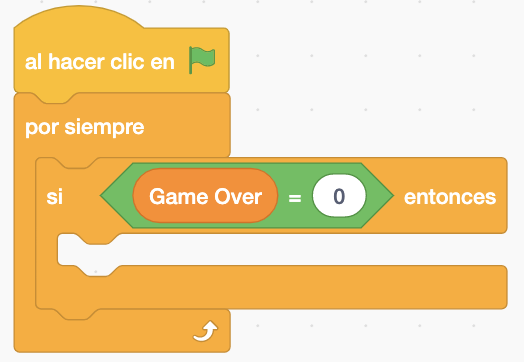 al hacer clic en
por siempre
si Game Over = 0 entonces